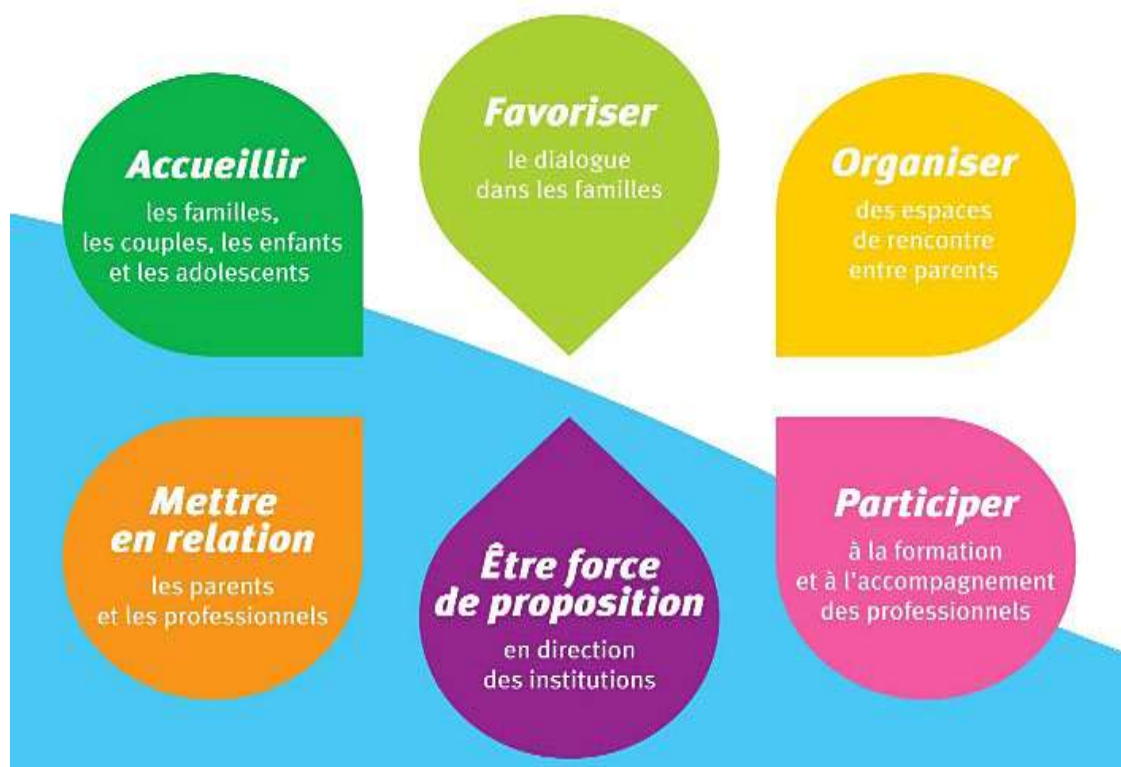 Accueillir
les familles,
les couples, les enfants
et les adolescents
Favoriser
le dialogue
dans les familles
Organiser
des espaces
de rencontre
entre parents
Mettre
en relation
les parents
et les professionnels
Être force
de proposition
en direction
des institutions
Participer
à la formation
et à l'accompagnement
des professionnels